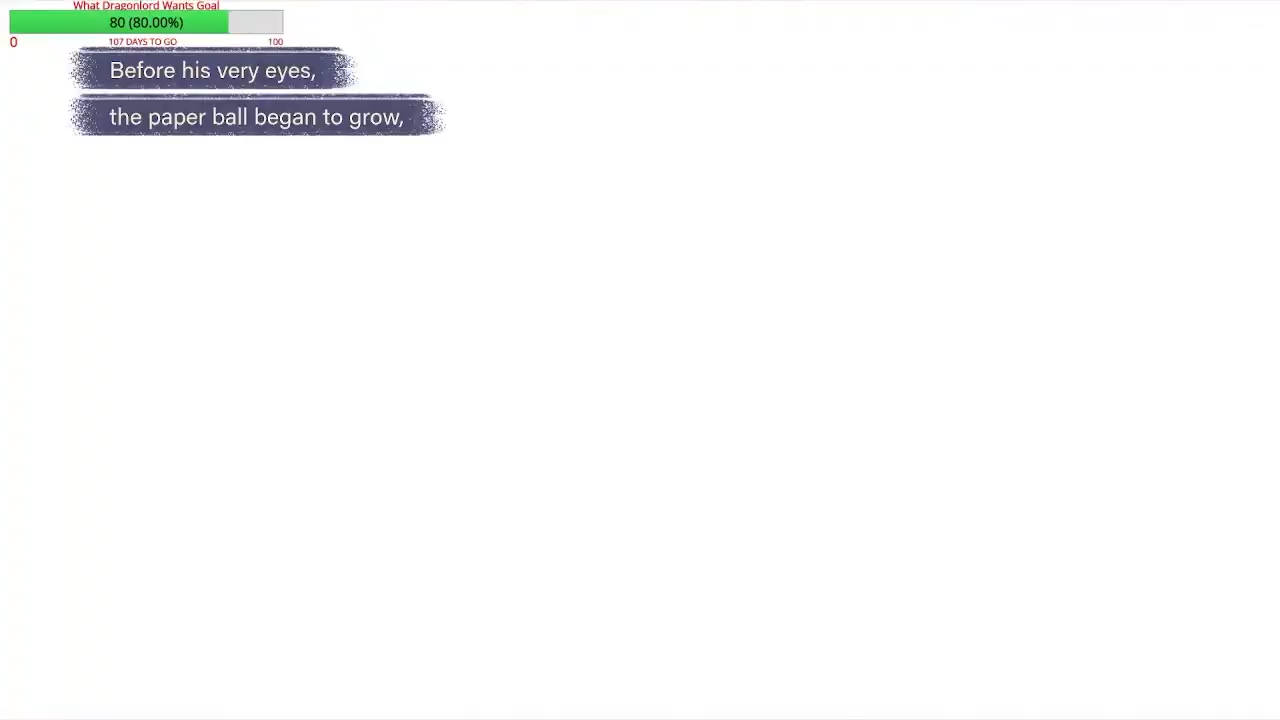 What Dragonlord Wants Goal
80 (80.00%)
0 107 DAYS TO GO 100
Before his very eyes,
the paper ball began to grow,